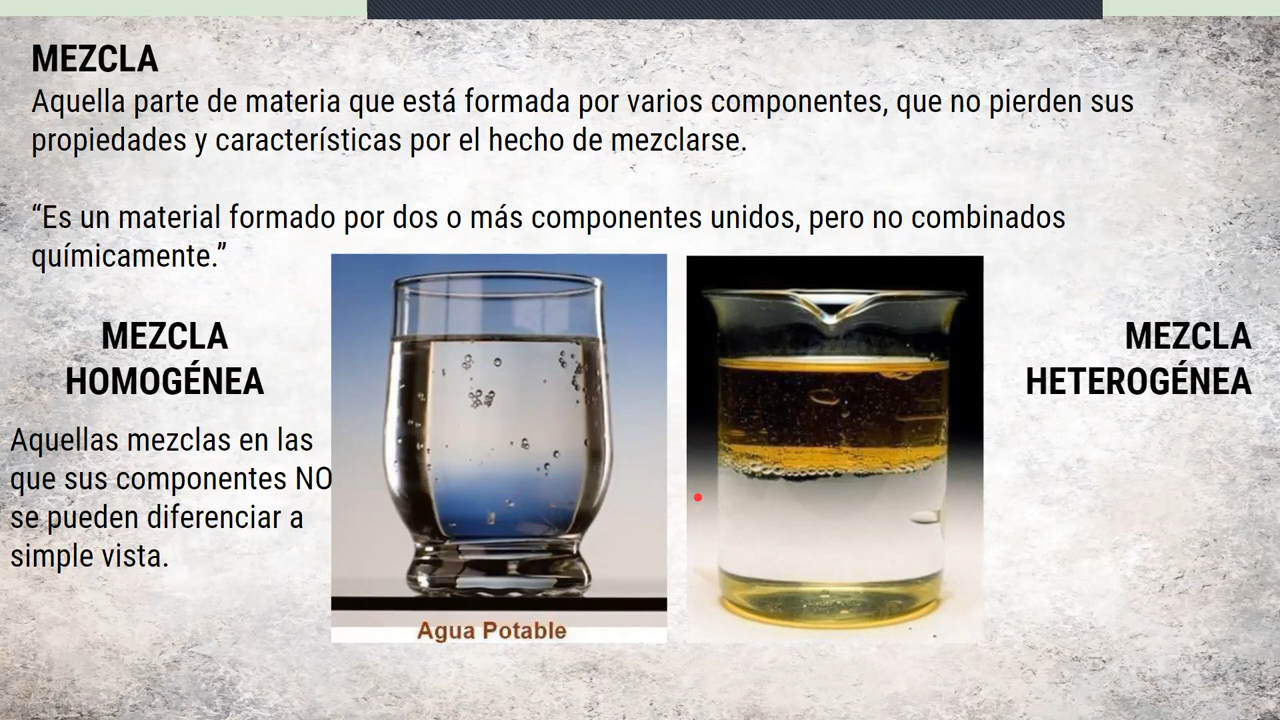 MEZCLA
Aquella parte de materia que está formada por varios componentes, que no pierden sus
propiedades y características por el hecho de mezclarse.
“Es un material formado por dos o más componentes unidos, pero no combinados
químicamente.”
MEZCLA
HOMOGÉNEA
Aquellas mezclas en las
que sus componentes NO
se pueden diferenciar a
simple vista.
Agua Potable
MEZCLA
HETEROGÉNEA